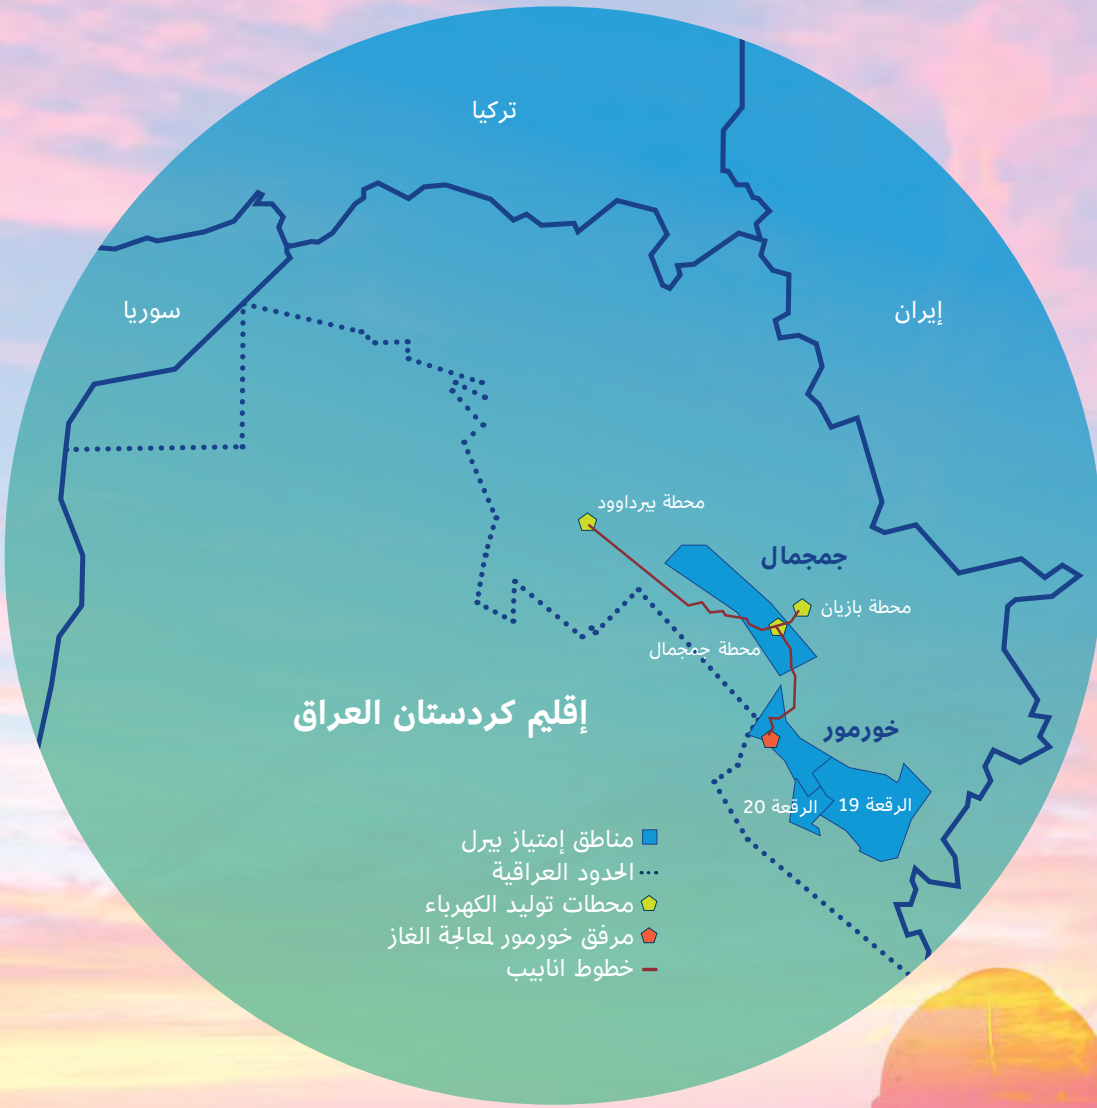 تركيا
سوريا
إيران
محطة بيرداوود
جمجمال
محطة بازيان
محطة جمجمال
إقليم كردستان العراق
خورمور
الرقعة 19
الرقعة 20
مناطق إمتياز بيرل
الحدود العراقية
محطات توليد الكهرباء
مرفق خورمور لمعالجة الغاز
خطوط انابيب